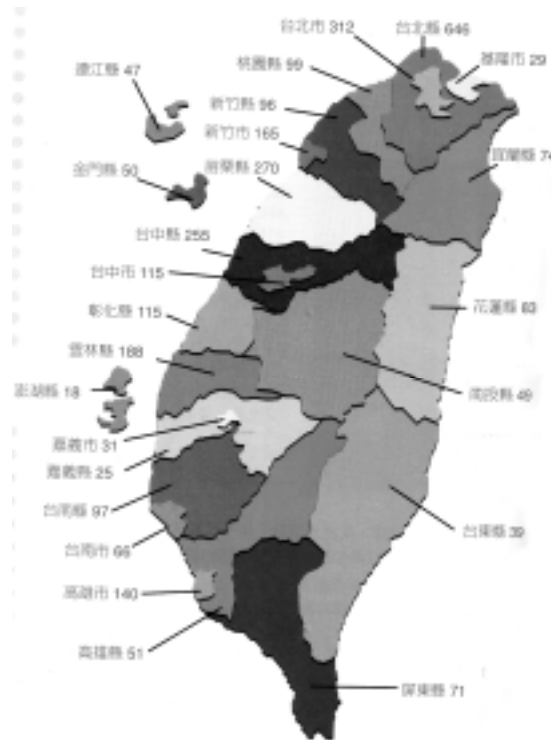 台北市 312
台北縣 646
桃園縣 99
基隆市 29
連江縣 47
新竹縣 96
新竹市 165
宜蘭縣 74
金門縣 50
苗栗縣 270
台中縣 255
台中市 115
彰化縣 115
花蓮縣 83
雲林縣 188
澎湖縣 18
南投縣 49
嘉義市 31
嘉義縣 25
台南縣 97
台東縣 39
台南市 66
高雄市 140
高雄縣 51
屏東縣 71